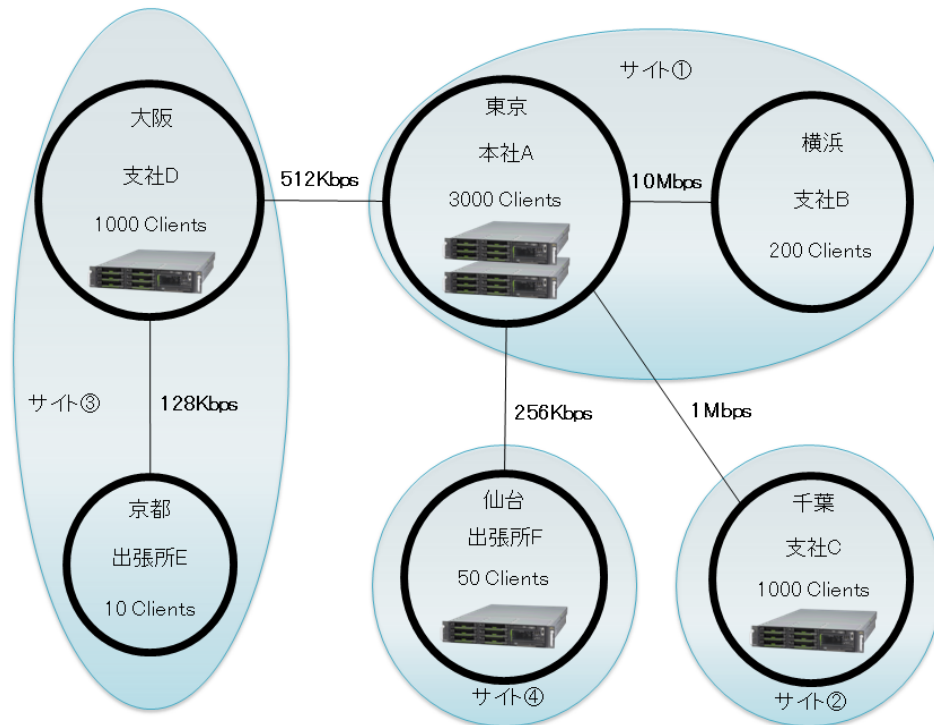 サイト①
大阪
支社D
1000 Clients
512Kbps
東京
本社A
3000 Clients
10Mbps
横浜
支社B
200 Clients
サイト③
128Kbps
256Kbps
1Mbps
京都
出張所E
10 Clients
仙台
出張所F
50 Clients
サイト④
千葉
支社C
1000 Clients
サイト②